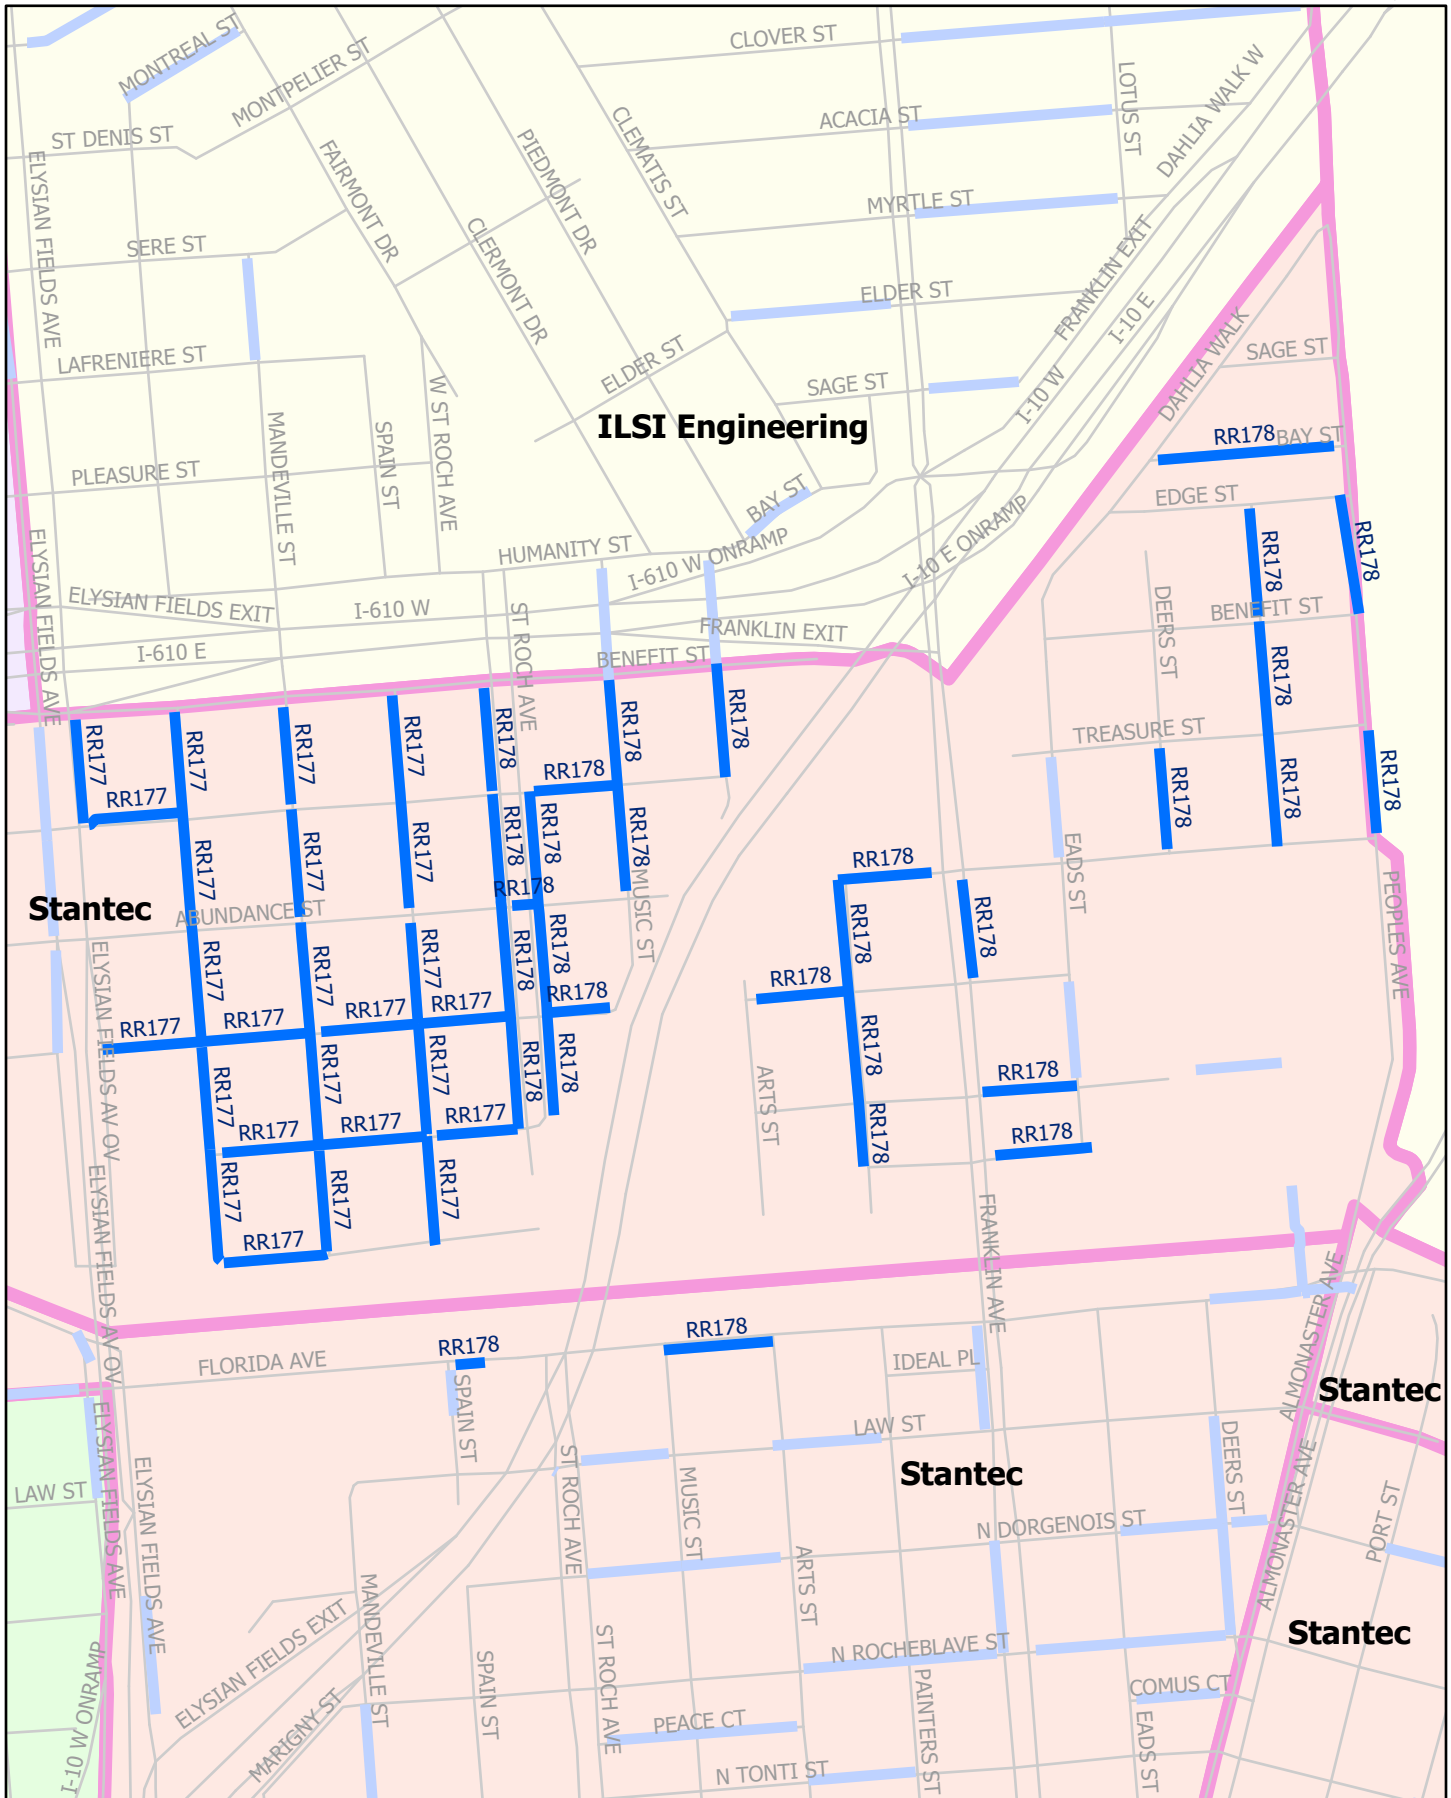 MONTREAL ST
CLOVER ST
MONTPELIER ST
LOTUS ST
DAHLIA WALK W
ST DENIS ST
FAIRMONT DR
PIEDMONT DR
CLEMATIS ST
ACACIA ST
ELYSIAN FIELDS AVE
SERE ST
CLERMONT DR
MYRTLE ST
FRANKLIN EXIT
ELDER ST
I-10 E
LAFRENIERE ST
ELDER ST
SAGE ST
I-10 W
DAHLIA WALK
SAGE ST
W ST ROCH AVE
ILSI Engineering
MANDEVILLE ST
SPAIN ST
RR178
BAY ST
PLEASURE ST
BAY ST
EDGE ST
ELYSIAN FIELDS AVE
HUMANITY ST
I-610 W ONRAMP
I-10 E ONRAMP
RR178
RR178
ELYSIAN FIELDS EXIT
I-610 W
ST ROCH AVE
FRANKLIN EXIT
DEERS ST
BENEFIT ST
I-610 E
BENEFIT ST
RR178
RR177
RR177
RR177
RR177
RR178
RR178
RR178
TREASURE ST
RR177
RR178
RR178
RR178
RR178
RR177
RR177
RR177
RR178
RR178
RR178
MUSIC ST
RR178
EADS ST
RR178
Stantec
ABUNDANCE ST
PEOPLES AVE
ELYSIAN FIELDS AV OV
RR177
RR177
RR177
RR178
RR178
RR178
RR178
RR178
RR178
RR177
RR177
RR177
RR177
RR177
RR177
RR177
RR178
RR178
RR178
RR178
ARTS ST
RR177
RR177
RR177
RR178
RR178
RR177
RR177
RR177
RR177
ELYSIAN FIELDS AV OV
FRANKLIN AVE
ALMONASTER AVE
RR178
RR178
FLORIDA AVE
IDEAL PL
Stantec
SPAIN ST
LAW ST
Stantec
LAW ST
ELYSIAN FIELDS AVE
ELYSIAN FIELDS AVE
ST ROCH AVE
MUSIC ST
DEERS ST
N DORGENOIS ST
ALMONASTER AVE
PORT ST
ARTS ST
MANDEVILLE ST
ELYSIAN FIELDS EXIT
SPAIN ST
ST ROCH AVE
N ROCHEBLAVE ST
Stantec
I-10 W ONRAMP
MARIGNY ST
PAINTERS ST
COMUS CT
PEACE CT
EADS ST
N TONTI ST